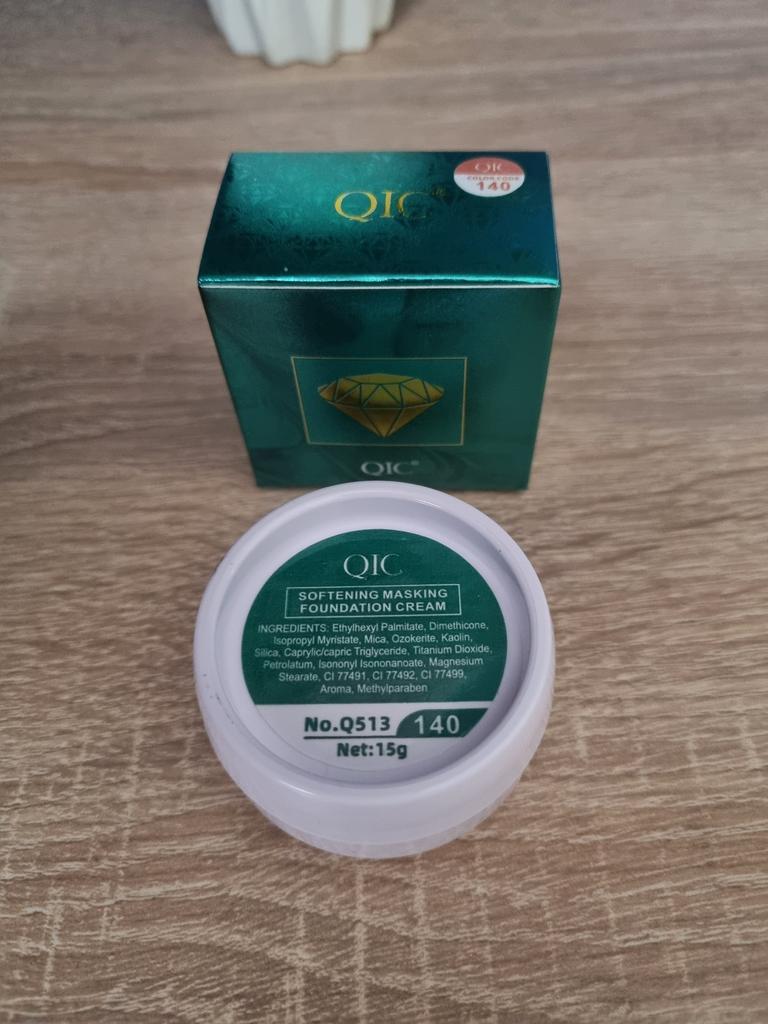 QIC
QIC
COLOR CODE
140
QIC®
QIC
SOFTENING MASKING
FOUNDATION CREAM
INGREDIENTS: Ethylhexyl Palmitate, Dimethicone,
Isopropyl Myristate, Mica, Ozokerite, Kaolin,
Silica, Caprylic/capric Triglyceride, Titanium Dioxide,
Petrolatum, Isononyl Isononanoate, Magnesium
Stearate, CI 77491, CI 77492, CI 77499,
Aroma, Methylparaben
No.Q513 140
Net:15g